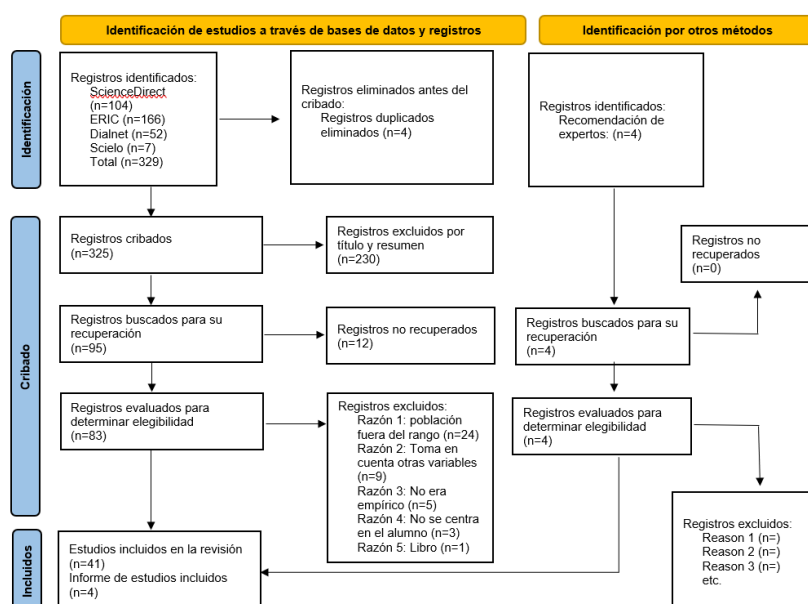 Identificación de estudios a través de bases de datos y registros
Identificación por otros métodos
Identificación
Registros identificados:
ScienceDirect
(n=104)
ERIC (n=166)
Dialnet (n=52)
Scielo (n=7)
Total (n=329)
Registros eliminados antes del
cribado:
Registros duplicados
eliminados (n=4)
Registros identificados:
Recomendación de
expertos: (n=4)
Cribado
Registros cribados
(n=325)
Registros excluidos por
título y resumen
(n=230)
Registros no
recuperados
(n=0)
Registros buscados para su
recuperación
(n=95)
Registros no recuperados
(n=12)
Registros buscados para su
recuperación
(n=4)
Registros evaluados para
determinar elegibilidad
(n=83)
Registros excluidos:
Razón 1: población
fuera del rango (n=24)
Razón 2: Toma en
cuenta otras variables
(n=9)
Razón 3: No era
empírico (n=5)
Razón 4: No se centra
en el alumno (n=3)
Razón 5: Libro (n=1)
Registros evaluados para
determinar elegibilidad
(n=4)
Registros excluidos:
Reason 1 (n=)
Reason 2 (n=)
Reason 3 (n=)
etc.
Incluidos
Estudios incluidos en la revisión
(n=41)
Informe de estudios incluidos
(n=4)